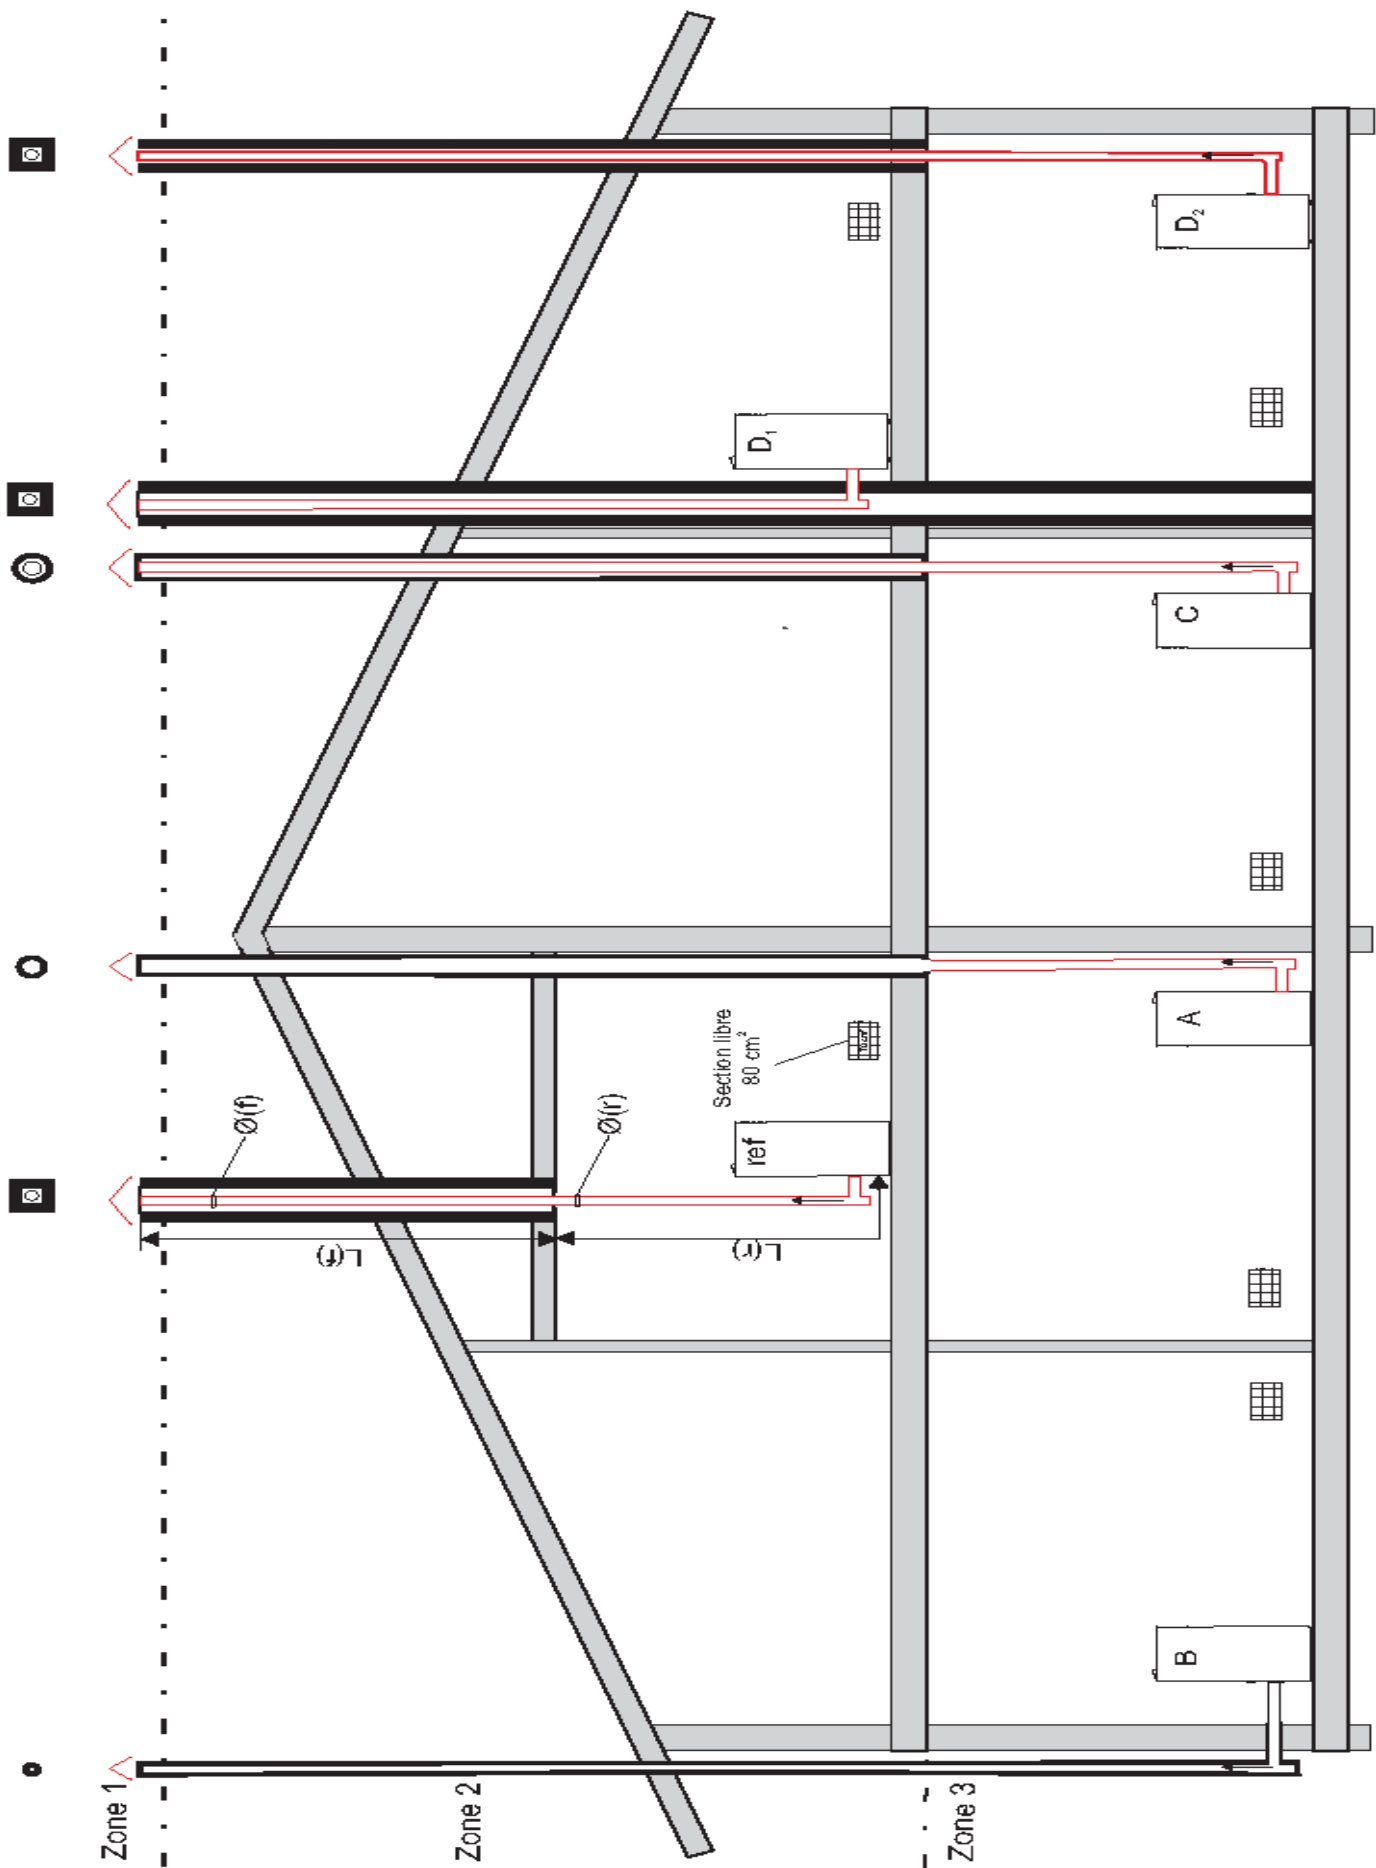 Zone 1
Zone 2
Zone 3
B
L(f)
L(r)
Ø(f)
Ø(r)
ref
Section libre
80 cm²
A
C
D₁
D₂